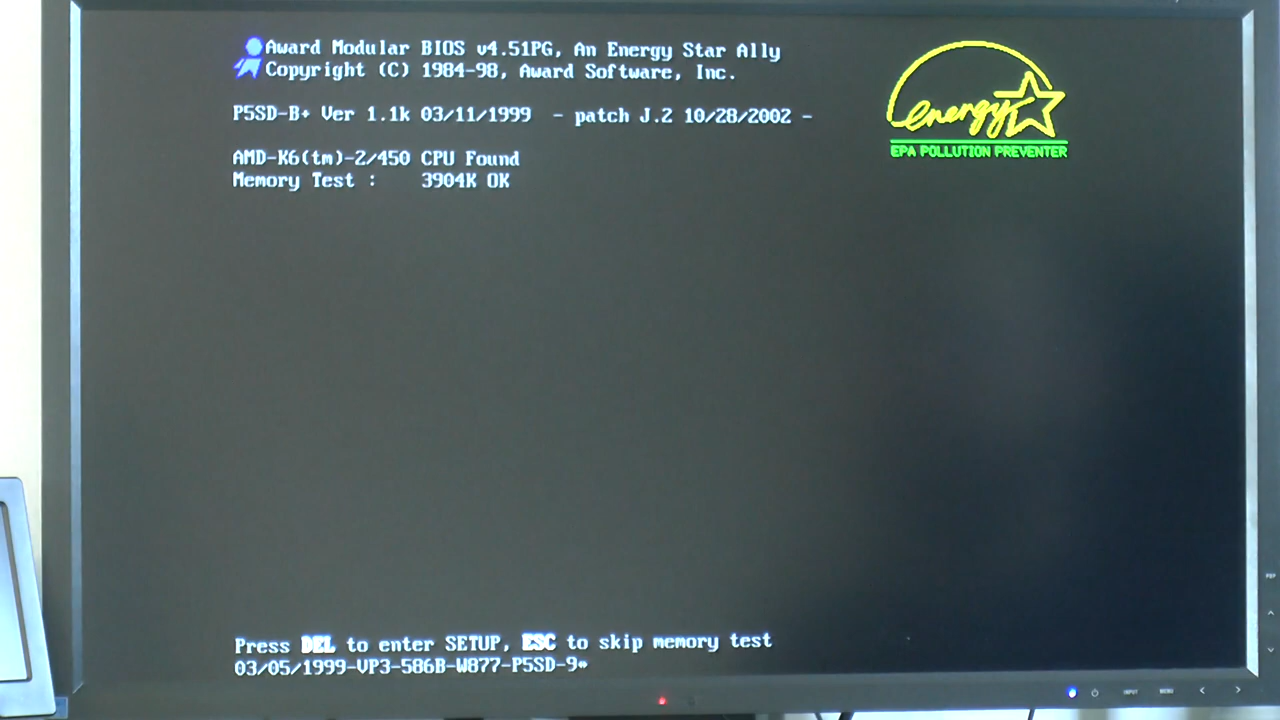 Award Modular BIOS v4.51PG, An Energy Star Ally
Copyright (C) 1984-98, Award Software, Inc.
energy
EPA POLLUTION PREVENTER
P5SD-B+ Ver 1.1k 03/11/1999 - patch J.2 10/28/2002 -
AMD-K6(tm)-2/450 CPU Found
Memory Test : 3904K OK
Press DEL to enter SETUP, ESC to skip memory test
03/05/1999-VP3-586B-W877-P5SD-9*
INPUT
MENU